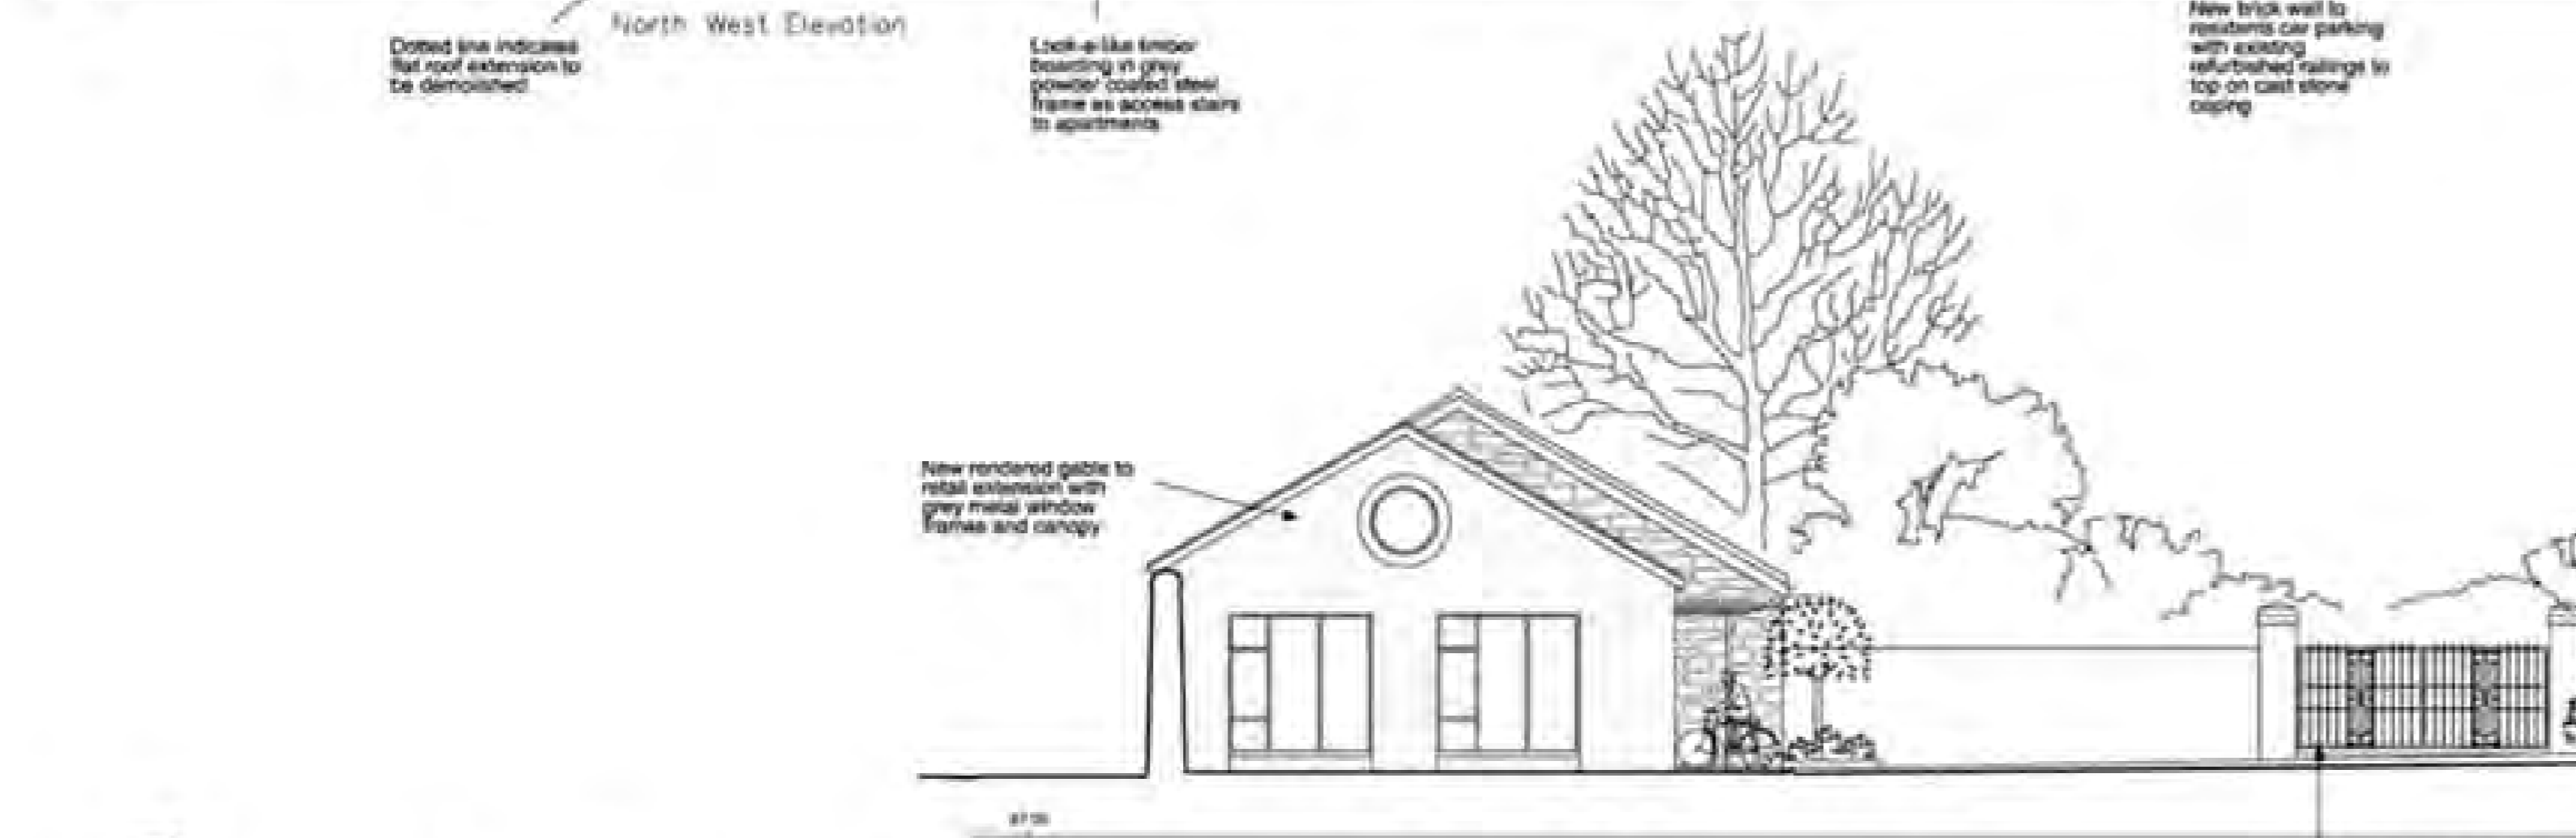 North West Elevation
Dotted line indicates
flat roof extension to
be demolished
Look-a-like timber
boarding in grey
powder coated steel
frame as access stairs
to apartments
New brick wall to
residents car parking
with existing
refurbished railings to
top on cast stone
coping
New rendered gable to
retail extension with
grey metal window
frames and canopy